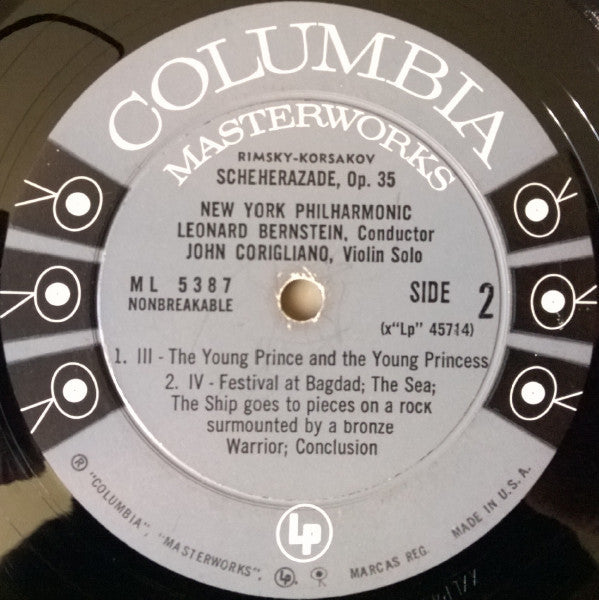 COLUMBIA
MASTERWORKS
RIMSKY-KORSAKOV
SCHEHERAZADE, Op. 35
NEW YORK PHILHARMONIC
LEONARD BERNSTEIN, Conductor
JOHN CORIGLIANO, Violin Solo
ML 5387
NONBREAKABLE
SIDE 2
(x"Lp" 45714)
1. III - The Young Prince and the Young Princess
2. IV - Festival at Bagdad; The Sea;
The Ship goes to pieces on a rock
surmounted by a bronze
Warrior; Conclusion
Lp
® "COLUMBIA", "MASTERWORKS", Lp, MARCAS REG. MADE IN U.S.A.